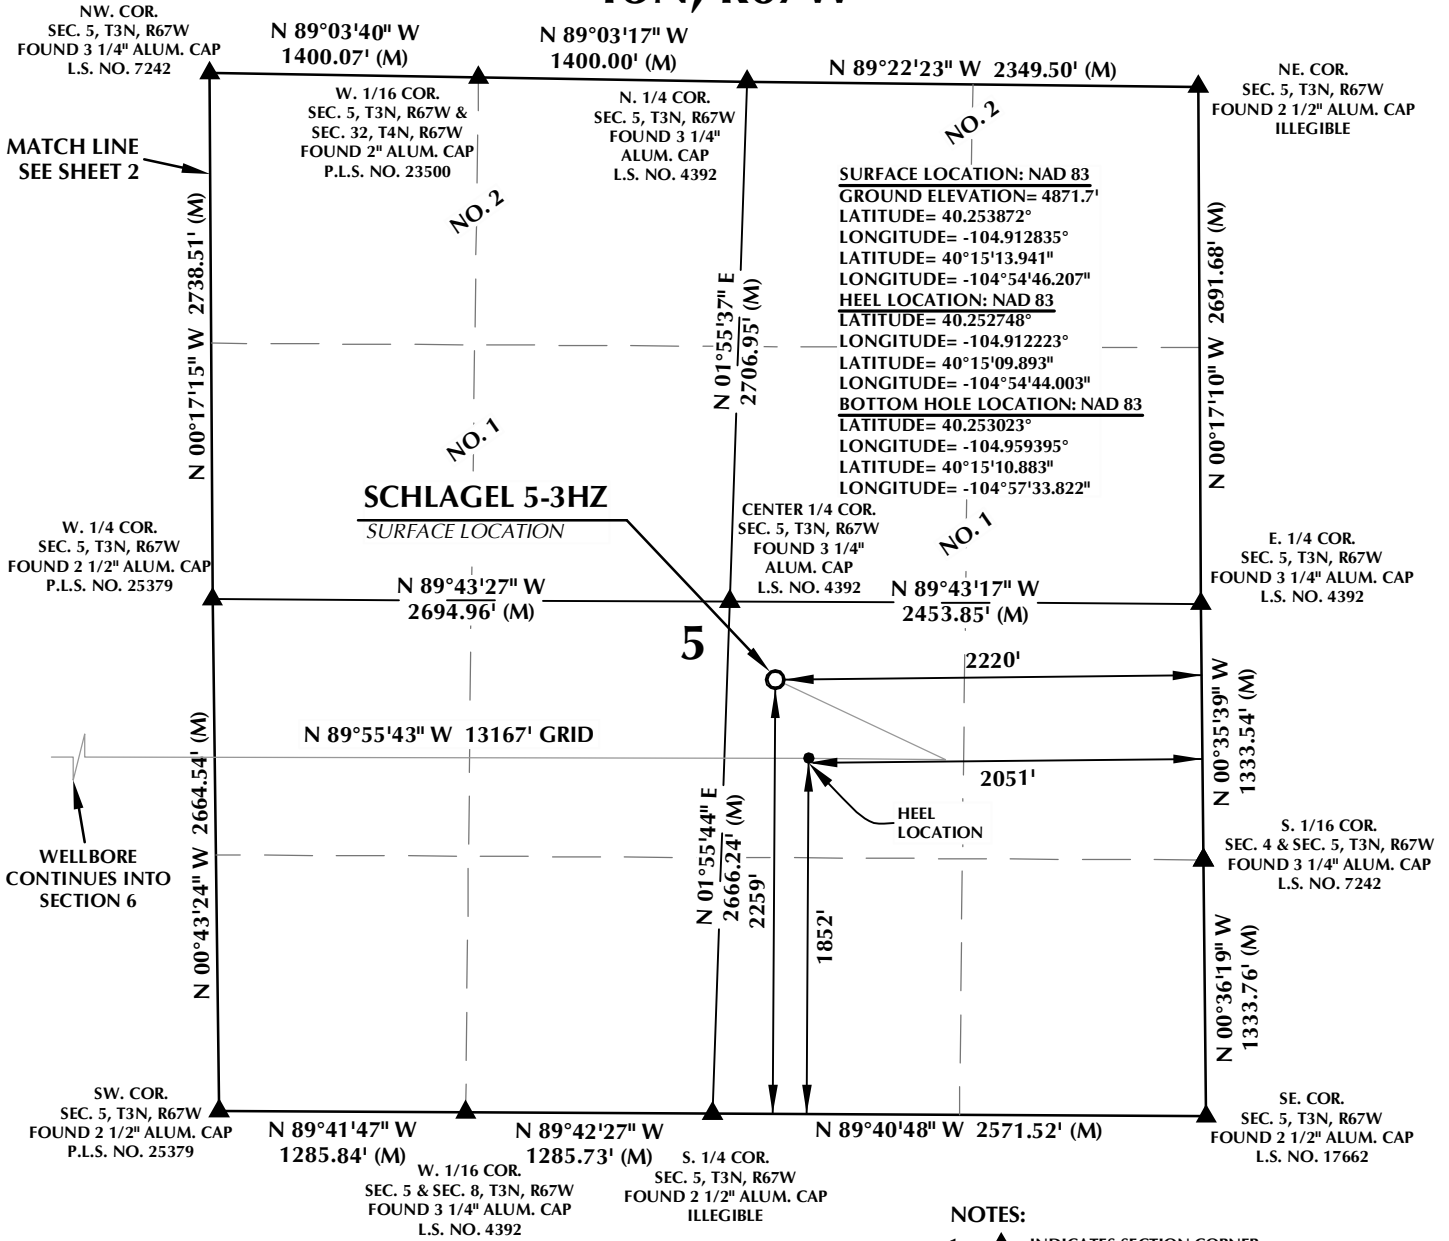 NW. COR.
SEC. 5, T3N, R67W
FOUND 3 1/4" ALUM. CAP
L.S. NO. 7242
N 89°03'40" W
1400.07' (M)
N 89°03'17" W
1400.00' (M)
N 89°22'23" W 2349.50' (M)
NE. COR.
SEC. 5, T3N, R67W
FOUND 2 1/2" ALUM. CAP
ILLEGIBLE
W. 1/16 COR.
SEC. 5, T3N, R67W &
SEC. 32, T4N, R67W
FOUND 2" ALUM. CAP
P.L.S. NO. 23500
N. 1/4 COR.
SEC. 5, T3N, R67W
FOUND 3 1/4"
ALUM. CAP
L.S. NO. 4392
MATCH LINE
SEE SHEET 2
NO. 2
NO. 2
SURFACE LOCATION: NAD 83
GROUND ELEVATION= 4871.7'
LATITUDE= 40.253872°
LONGITUDE= -104.912835°
LATITUDE= 40°15'13.941"
LONGITUDE= -104°54'46.207"
HEEL LOCATION: NAD 83
LATITUDE= 40.252748°
LONGITUDE= -104.912223°
LATITUDE= 40°15'09.893"
LONGITUDE= -104°54'44.003"
BOTTOM HOLE LOCATION: NAD 83
LATITUDE= 40.253023°
LONGITUDE= -104.959395°
LATITUDE= 40°15'10.883"
LONGITUDE= -104°57'33.822"
N 00°17'15" W 2738.51' (M)
N 01°55'37" E
2706.95' (M)
N 00°17'10" W 2691.68' (M)
NO. 1
NO. 1
SCHLAGEL 5-3HZ
SURFACE LOCATION
CENTER 1/4 COR.
SEC. 5, T3N, R67W
FOUND 3 1/4"
ALUM. CAP
L.S. NO. 4392
W. 1/4 COR.
SEC. 5, T3N, R67W
FOUND 2 1/2" ALUM. CAP
P.L.S. NO. 25379
E. 1/4 COR.
SEC. 5, T3N, R67W
FOUND 3 1/4" ALUM. CAP
L.S. NO. 4392
N 89°43'27" W
2694.96' (M)
N 89°43'17" W
2453.85' (M)
5
2220'
N 89°55'43" W 13167' GRID
2051'
HEEL
LOCATION
N 00°43'24" W 2664.54' (M)
N 01°55'44" E
2666.24' (M)
2259'
1852'
N 00°35'39" W
1333.54' (M)
WELLBORE
CONTINUES INTO
SECTION 6
S. 1/16 COR.
SEC. 4 & SEC. 5, T3N, R67W
FOUND 3 1/4" ALUM. CAP
L.S. NO. 7242
N 00°36'19" W
1333.76' (M)
SW. COR.
SEC. 5, T3N, R67W
FOUND 2 1/2" ALUM. CAP
P.L.S. NO. 25379
N 89°41'47" W
1285.84' (M)
N 89°42'27" W
1285.73' (M)
N 89°40'48" W 2571.52' (M)
SE. COR.
SEC. 5, T3N, R67W
FOUND 2 1/2" ALUM. CAP
L.S. NO. 17662
W. 1/16 COR.
SEC. 5 & SEC. 8, T3N, R67W
FOUND 3 1/4" ALUM. CAP
L.S. NO. 4392
S. 1/4 COR.
SEC. 5, T3N, R67W
FOUND 2 1/2" ALUM. CAP
ILLEGIBLE
NOTES: